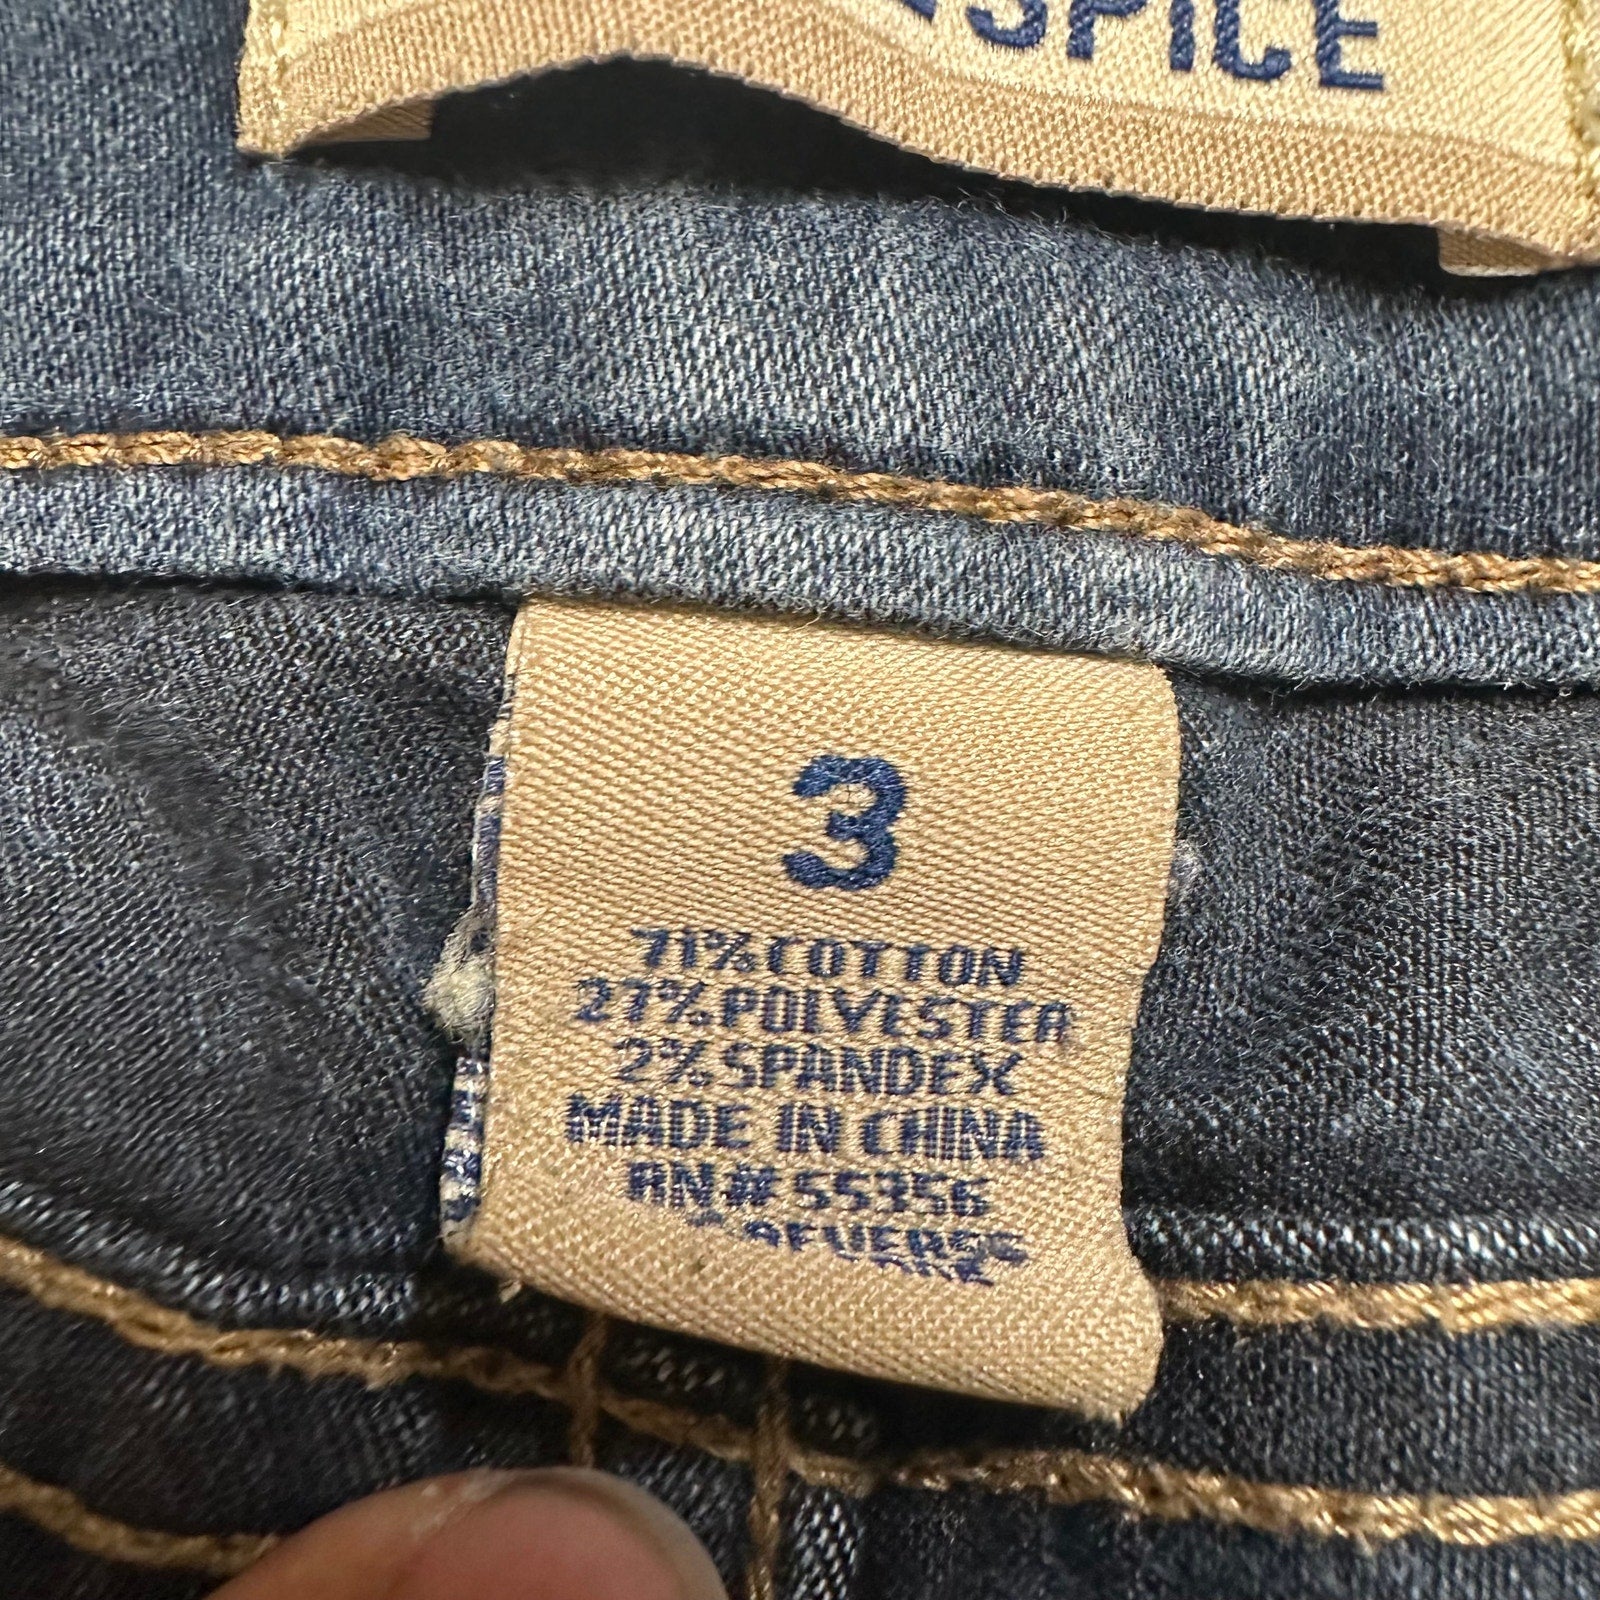 SPICE
3
71% COTTON
27% POLYESTER
2% SPANDEX
MADE IN CHINA
RN# 55356